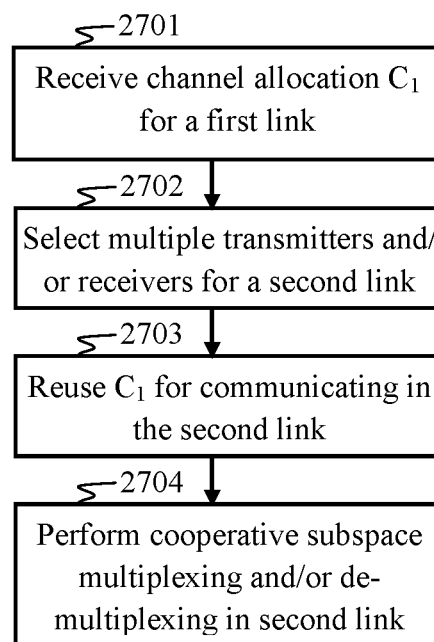 2701
Receive channel allocation C₁
for a first link
2702
Select multiple transmitters and/
or receivers for a second link
2703
Reuse C₁ for communicating in
the second link
2704
Perform cooperative subspace
multiplexing and/or de-
multiplexing in second link